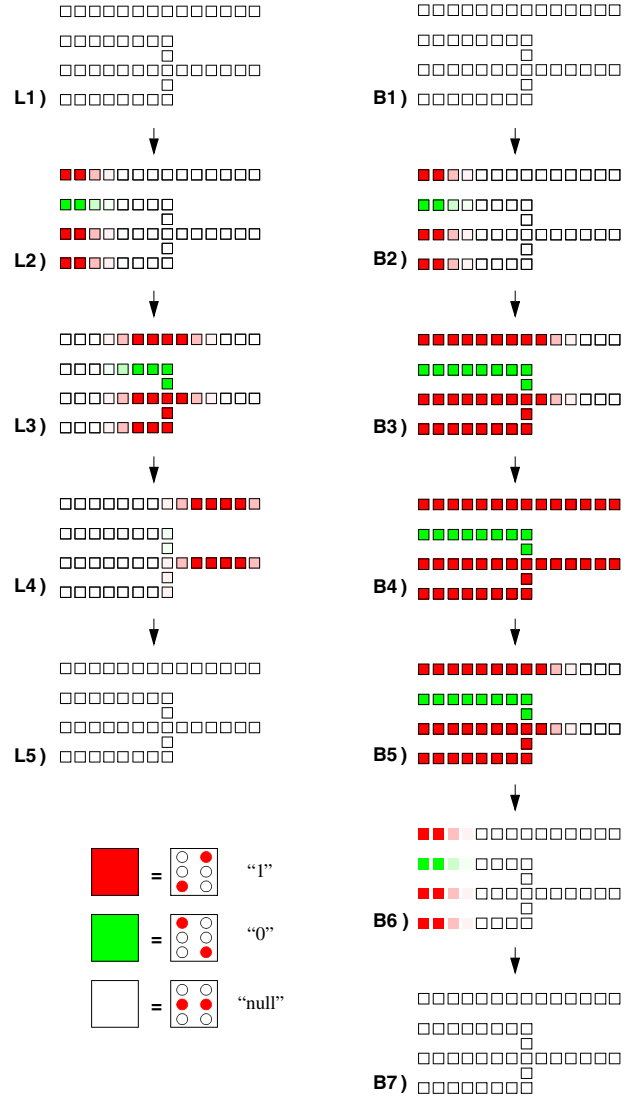 L1)
L2)
L3)
L4)
L5)
= “1”
= “0”
= “null”
B1)
B2)
B3)
B4)
B5)
B6)
B7)